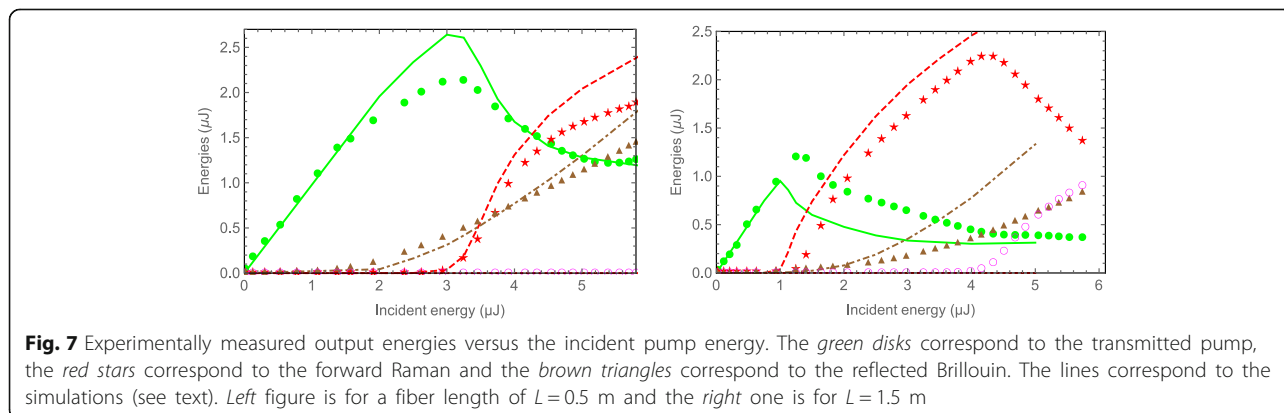 2.5
2.0
1.5
1.0
0.5
0.0
Energies (μJ)
0 1 2 3 4 5
Incident energy (μJ)
2.5
2.0
1.5
1.0
0.5
0.0
Energies (μJ)
0 1 2 3 4 5 6
Incident energy (μJ)
Fig. 7 Experimentally measured output energies versus the incident pump energy. The green disks correspond to the transmitted pump,
the red stars correspond to the forward Raman and the brown triangles correspond to the reflected Brillouin. The lines correspond to the
simulations (see text). Left figure is for a fiber length of L = 0.5 m and the right one is for L = 1.5 m